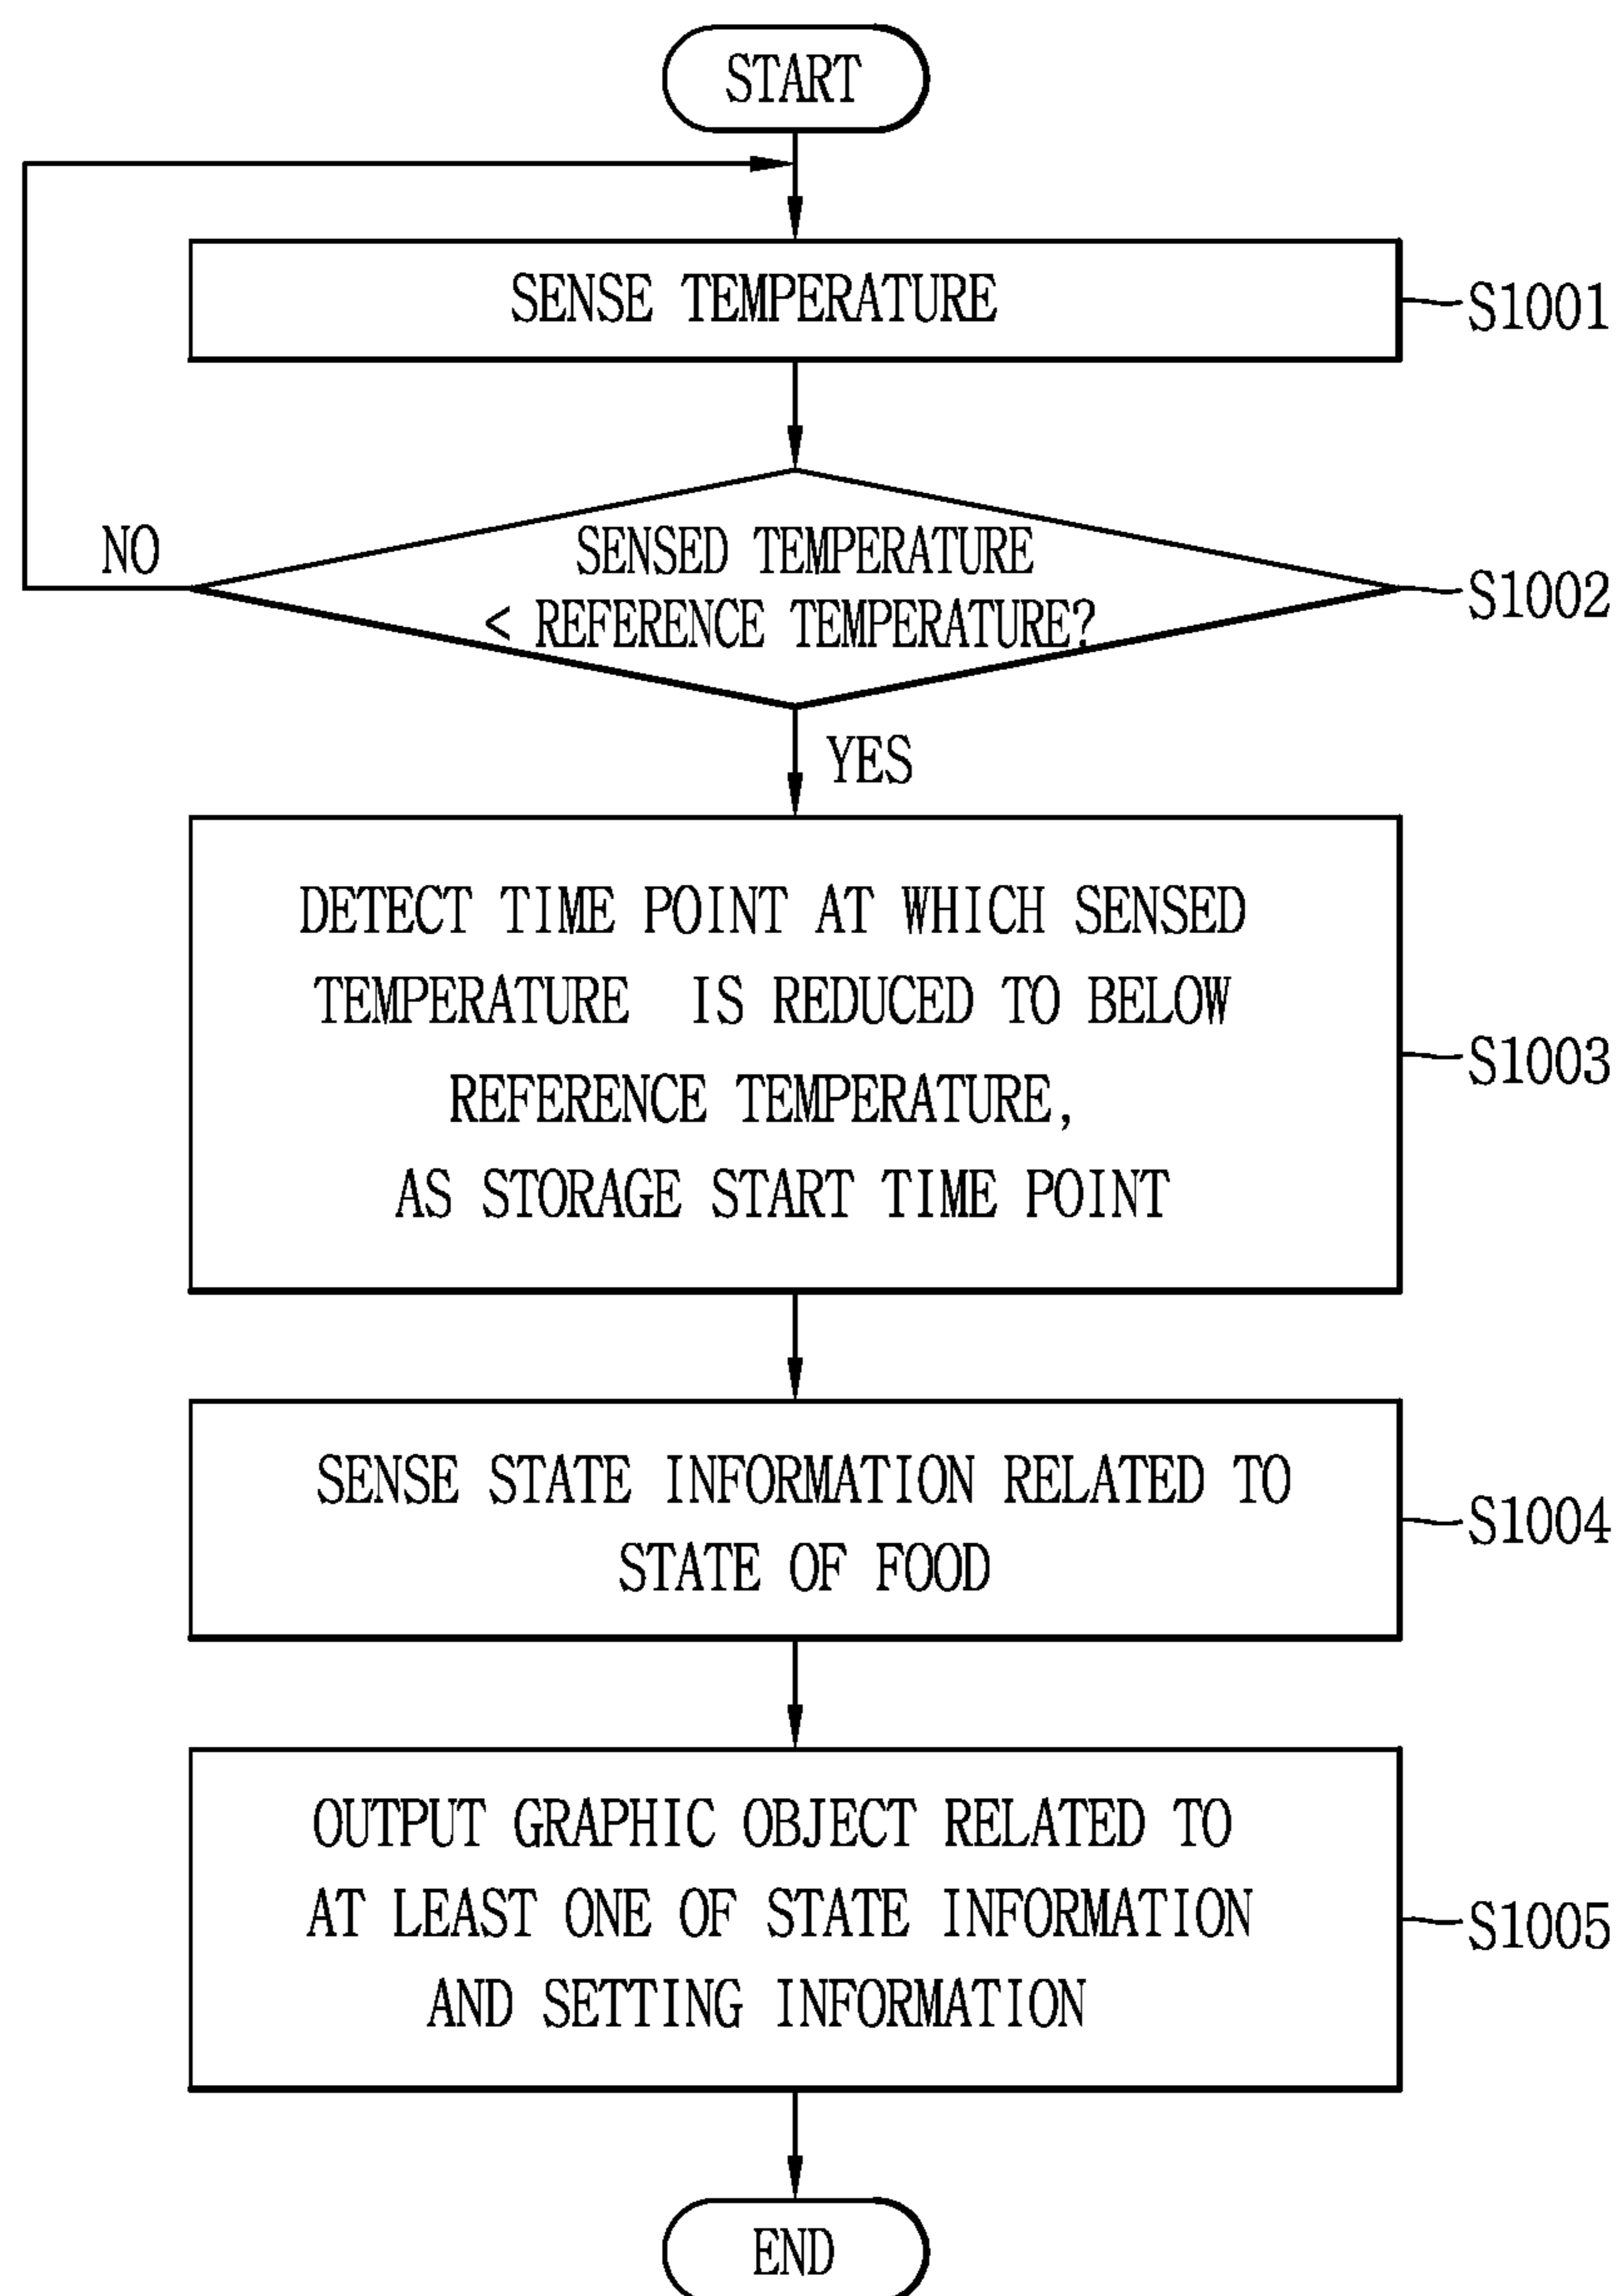 START
SENSE TEMPERATURE
S1001
NO
SENSED TEMPERATURE
< REFERENCE TEMPERATURE?
S1002
YES
DETECT TIME POINT AT WHICH SENSED
TEMPERATURE IS REDUCED TO BELOW
REFERENCE TEMPERATURE,
AS STORAGE START TIME POINT
S1003
SENSE STATE INFORMATION RELATED TO
STATE OF FOOD
S1004
OUTPUT GRAPHIC OBJECT RELATED TO
AT LEAST ONE OF STATE INFORMATION
AND SETTING INFORMATION
S1005
END